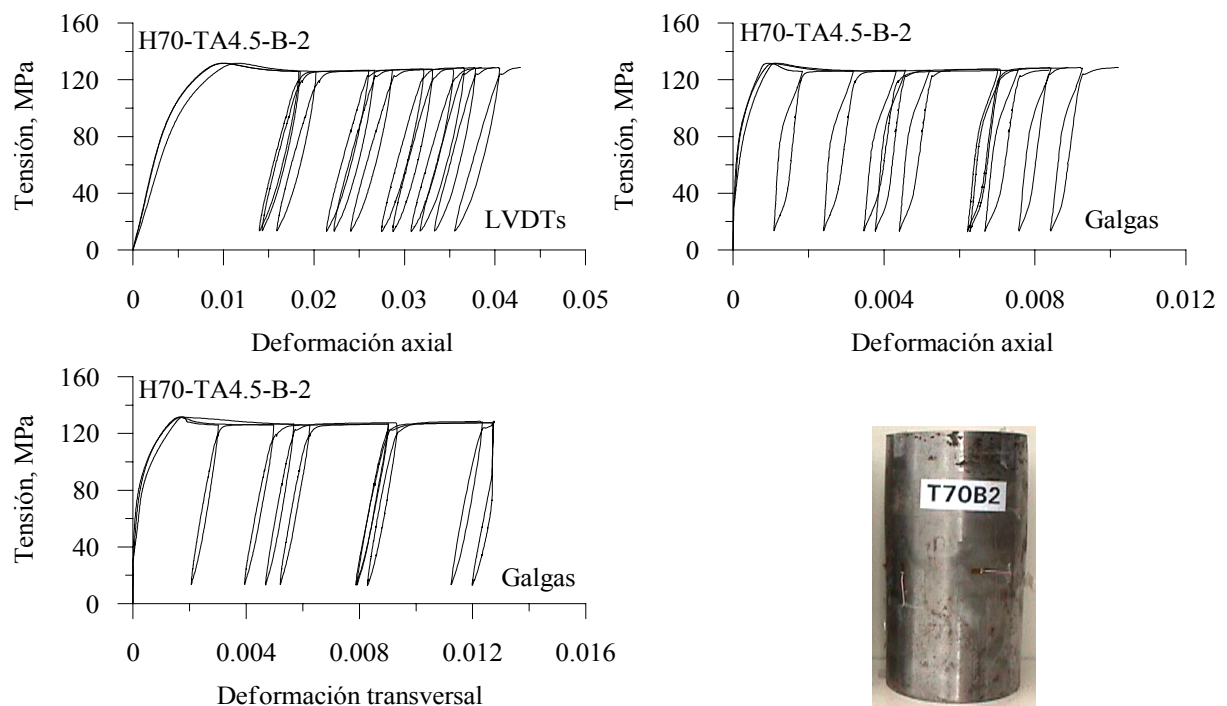 160
H70-TA4.5-B-2
120
80
40
0
Tensión, MPa
LVDTs
0 0.01 0.02 0.03 0.04 0.05
Deformación axial
160
H70-TA4.5-B-2
120
80
40
0
Tensión, MPa
Galgas
0 0.004 0.008 0.012
Deformación axial
160
H70-TA4.5-B-2
120
80
40
0
Tensión, MPa
Galgas
0 0.004 0.008 0.012 0.016
Deformación transversal
T70B2